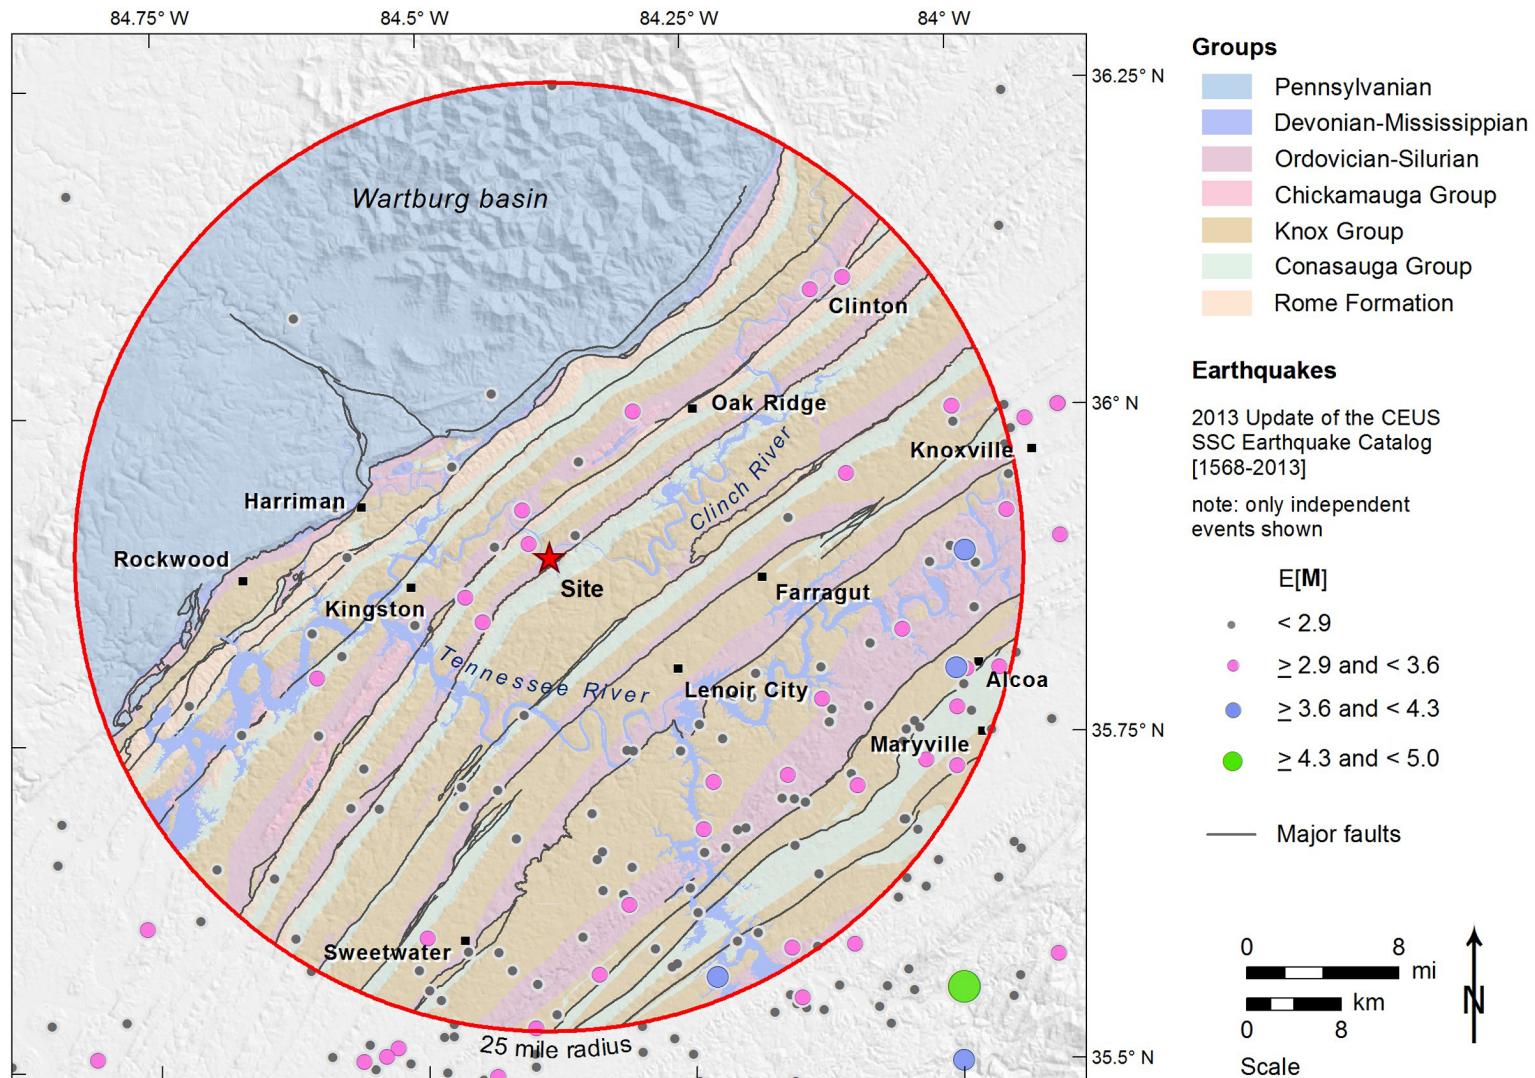 84.75° W
84.5° W
84.25° W
84° W
36.25° N
36° N
35.75° N
35.5° N
Wartburg basin
Clinton
Oak Ridge
Knoxville
Clinch River
Harriman
Rockwood
Kingston
Site
Farragut
Tennessee River
Lenoir City
Alcoa
Maryville
Sweetwater
25 mile radius
Groups
Pennsylvanian
Devonian-Mississippian
Ordovician-Silurian
Chickamauga Group
Knox Group
Conasauga Group
Rome Formation
Earthquakes
2013 Update of the CEUS
SSC Earthquake Catalog
[1568-2013]
note: only independent
events shown
E[M]
< 2.9
≥ 2.9 and < 3.6
≥ 3.6 and < 4.3
≥ 4.3 and < 5.0
Major faults
0 8
mi
km
0 8
Scale
N